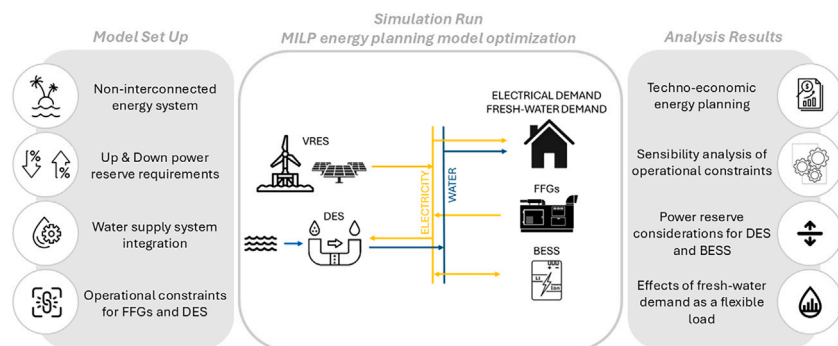 Model Set Up
Simulation Run
MILP energy planning model optimization
Analysis Results
Non-interconnected
energy system
Up & Down power
reserve requirements
Water supply system
integration
Operational constraints
for FFGs and DES
VRES
DES
ELECTRICITY
WATER
ELECTRICAL DEMAND
FRESH-WATER DEMAND
FFGs
BESS
Li
Ion
Techno-economic
energy planning
Sensibility analysis of
operational constraints
Power reserve
considerations for DES
and BESS
Effects of fresh-water
demand as a flexible
load
%
%
$